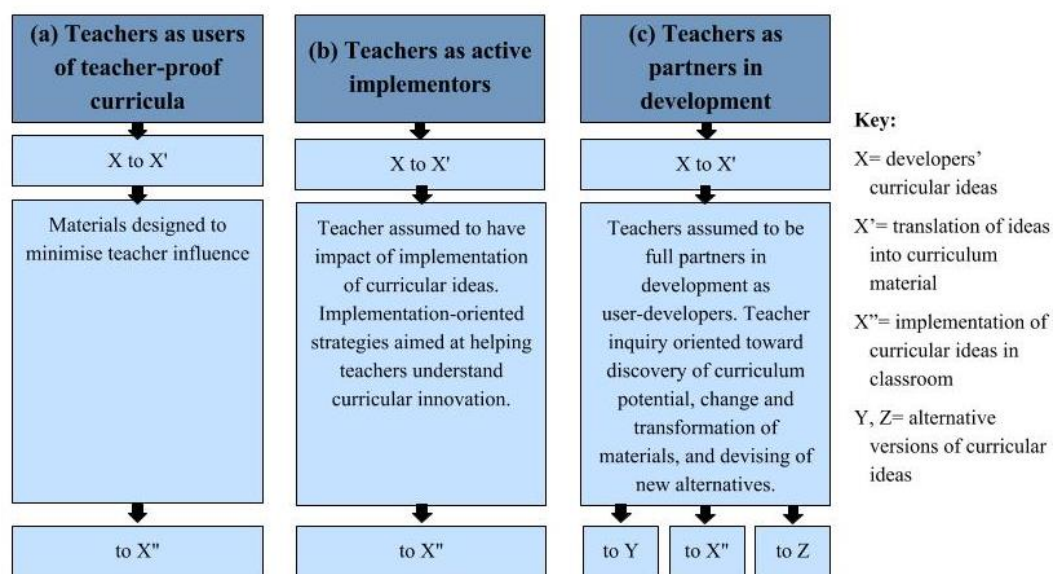 (a) Teachers as users
of teacher-proof
curricula
X to X'
Materials designed to
minimise teacher influence
to X"
(b) Teachers as active
implementors
X to X'
Teacher assumed to have
impact of implementation
of curricular ideas.
Implementation-oriented
strategies aimed at helping
teachers understand
curricular innovation.
to X"
(c) Teachers as
partners in
development
X to X'
Teachers assumed to be
full partners in
development as
user-developers. Teacher
inquiry oriented toward
discovery of curriculum
potential, change and
transformation of
materials, and devising of
new alternatives.
to Y
to X"
to Z
Key:
X= developers’
curricular ideas
X’= translation of ideas
into curriculum
material
X”= implementation of
curricular ideas in
classroom
Y, Z= alternative
versions of curricular
ideas